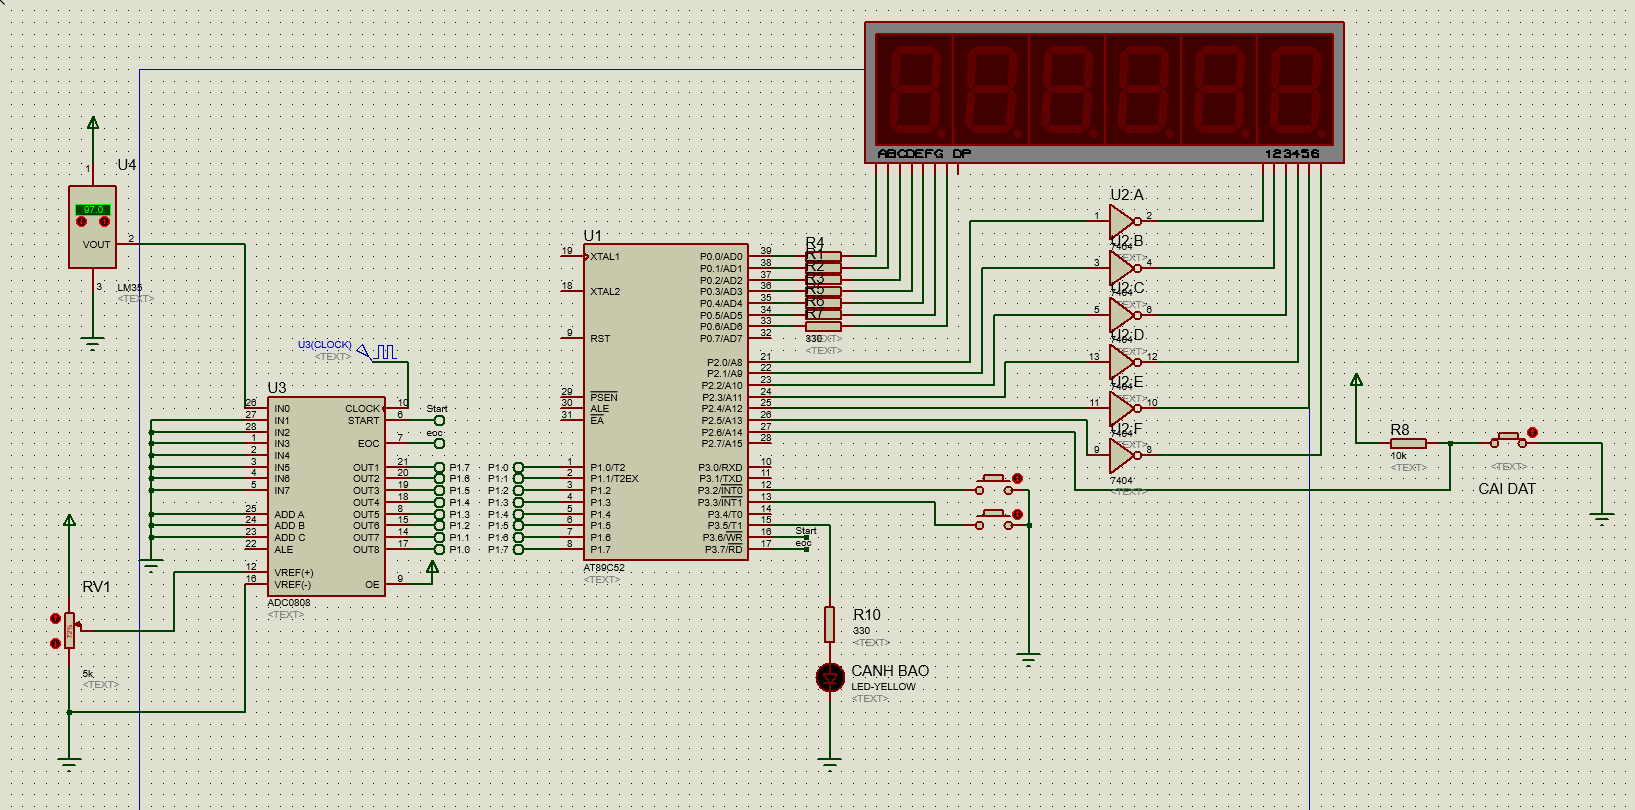 ABCDEFG DP
123456
U4
1
97.0
VOUT
2
3
LM35
<TEXT>
U3(CLOCK)
<TEXT>
U3
26
IN0
27
IN1
28
IN2
1
IN3
2
IN4
3
IN5
4
IN6
5
IN7
25
ADD A
24
ADD B
23
ADD C
22
ALE
12
VREF(+)
16
VREF(-)
CLOCK
10
START
6
EOC
7
OUT1
21
OUT2
20
OUT3
19
OUT4
18
OUT5
8
OUT6
15
OUT7
14
OUT8
17
OE
9
ADC0808
<TEXT>
Start
eoc
P1.7
P1.6
P1.5
P1.4
P1.3
P1.2
P1.1
P1.0
P1.0
P1.1
P1.2
P1.3
P1.4
P1.5
P1.6
P1.7
RV1
72%
5k
<TEXT>
U1
19
XTAL1
18
XTAL2
9
RST
29
PSEN
30
ALE
31
EA
1
P1.0/T2
2
P1.1/T2EX
3
P1.2
4
P1.3
5
P1.4
6
P1.5
7
P1.6
8
P1.7
P0.0/AD0
39
P0.1/AD1
38
P0.2/AD2
37
P0.3/AD3
36
P0.4/AD4
35
P0.5/AD5
34
P0.6/AD6
33
P0.7/AD7
32
P2.0/A8
21
P2.1/A9
22
P2.2/A10
23
P2.3/A11
24
P2.4/A12
25
P2.5/A13
26
P2.6/A14
27
P2.7/A15
28
P3.0/RXD
10
P3.1/TXD
11
P3.2/INT0
12
P3.3/INT1
13
P3.4/T0
14
P3.5/T1
15
P3.6/WR
16
P3.7/RD
17
AT89C52
<TEXT>
Start
eoc
R4
R1
R2
R3
R5
R6
R7
330
<TEXT>
U2:A
1
2
7404
<TEXT>
U2:B
3
4
7404
<TEXT>
U2:C
5
6
7404
<TEXT>
U2:D
13
12
7404
<TEXT>
U2:E
11
10
7404
<TEXT>
U2:F
9
8
7404
<TEXT>
R10
330
<TEXT>
CANH BAO
LED-YELLOW
<TEXT>
R8
10k
<TEXT>
<TEXT>
CAI DAT